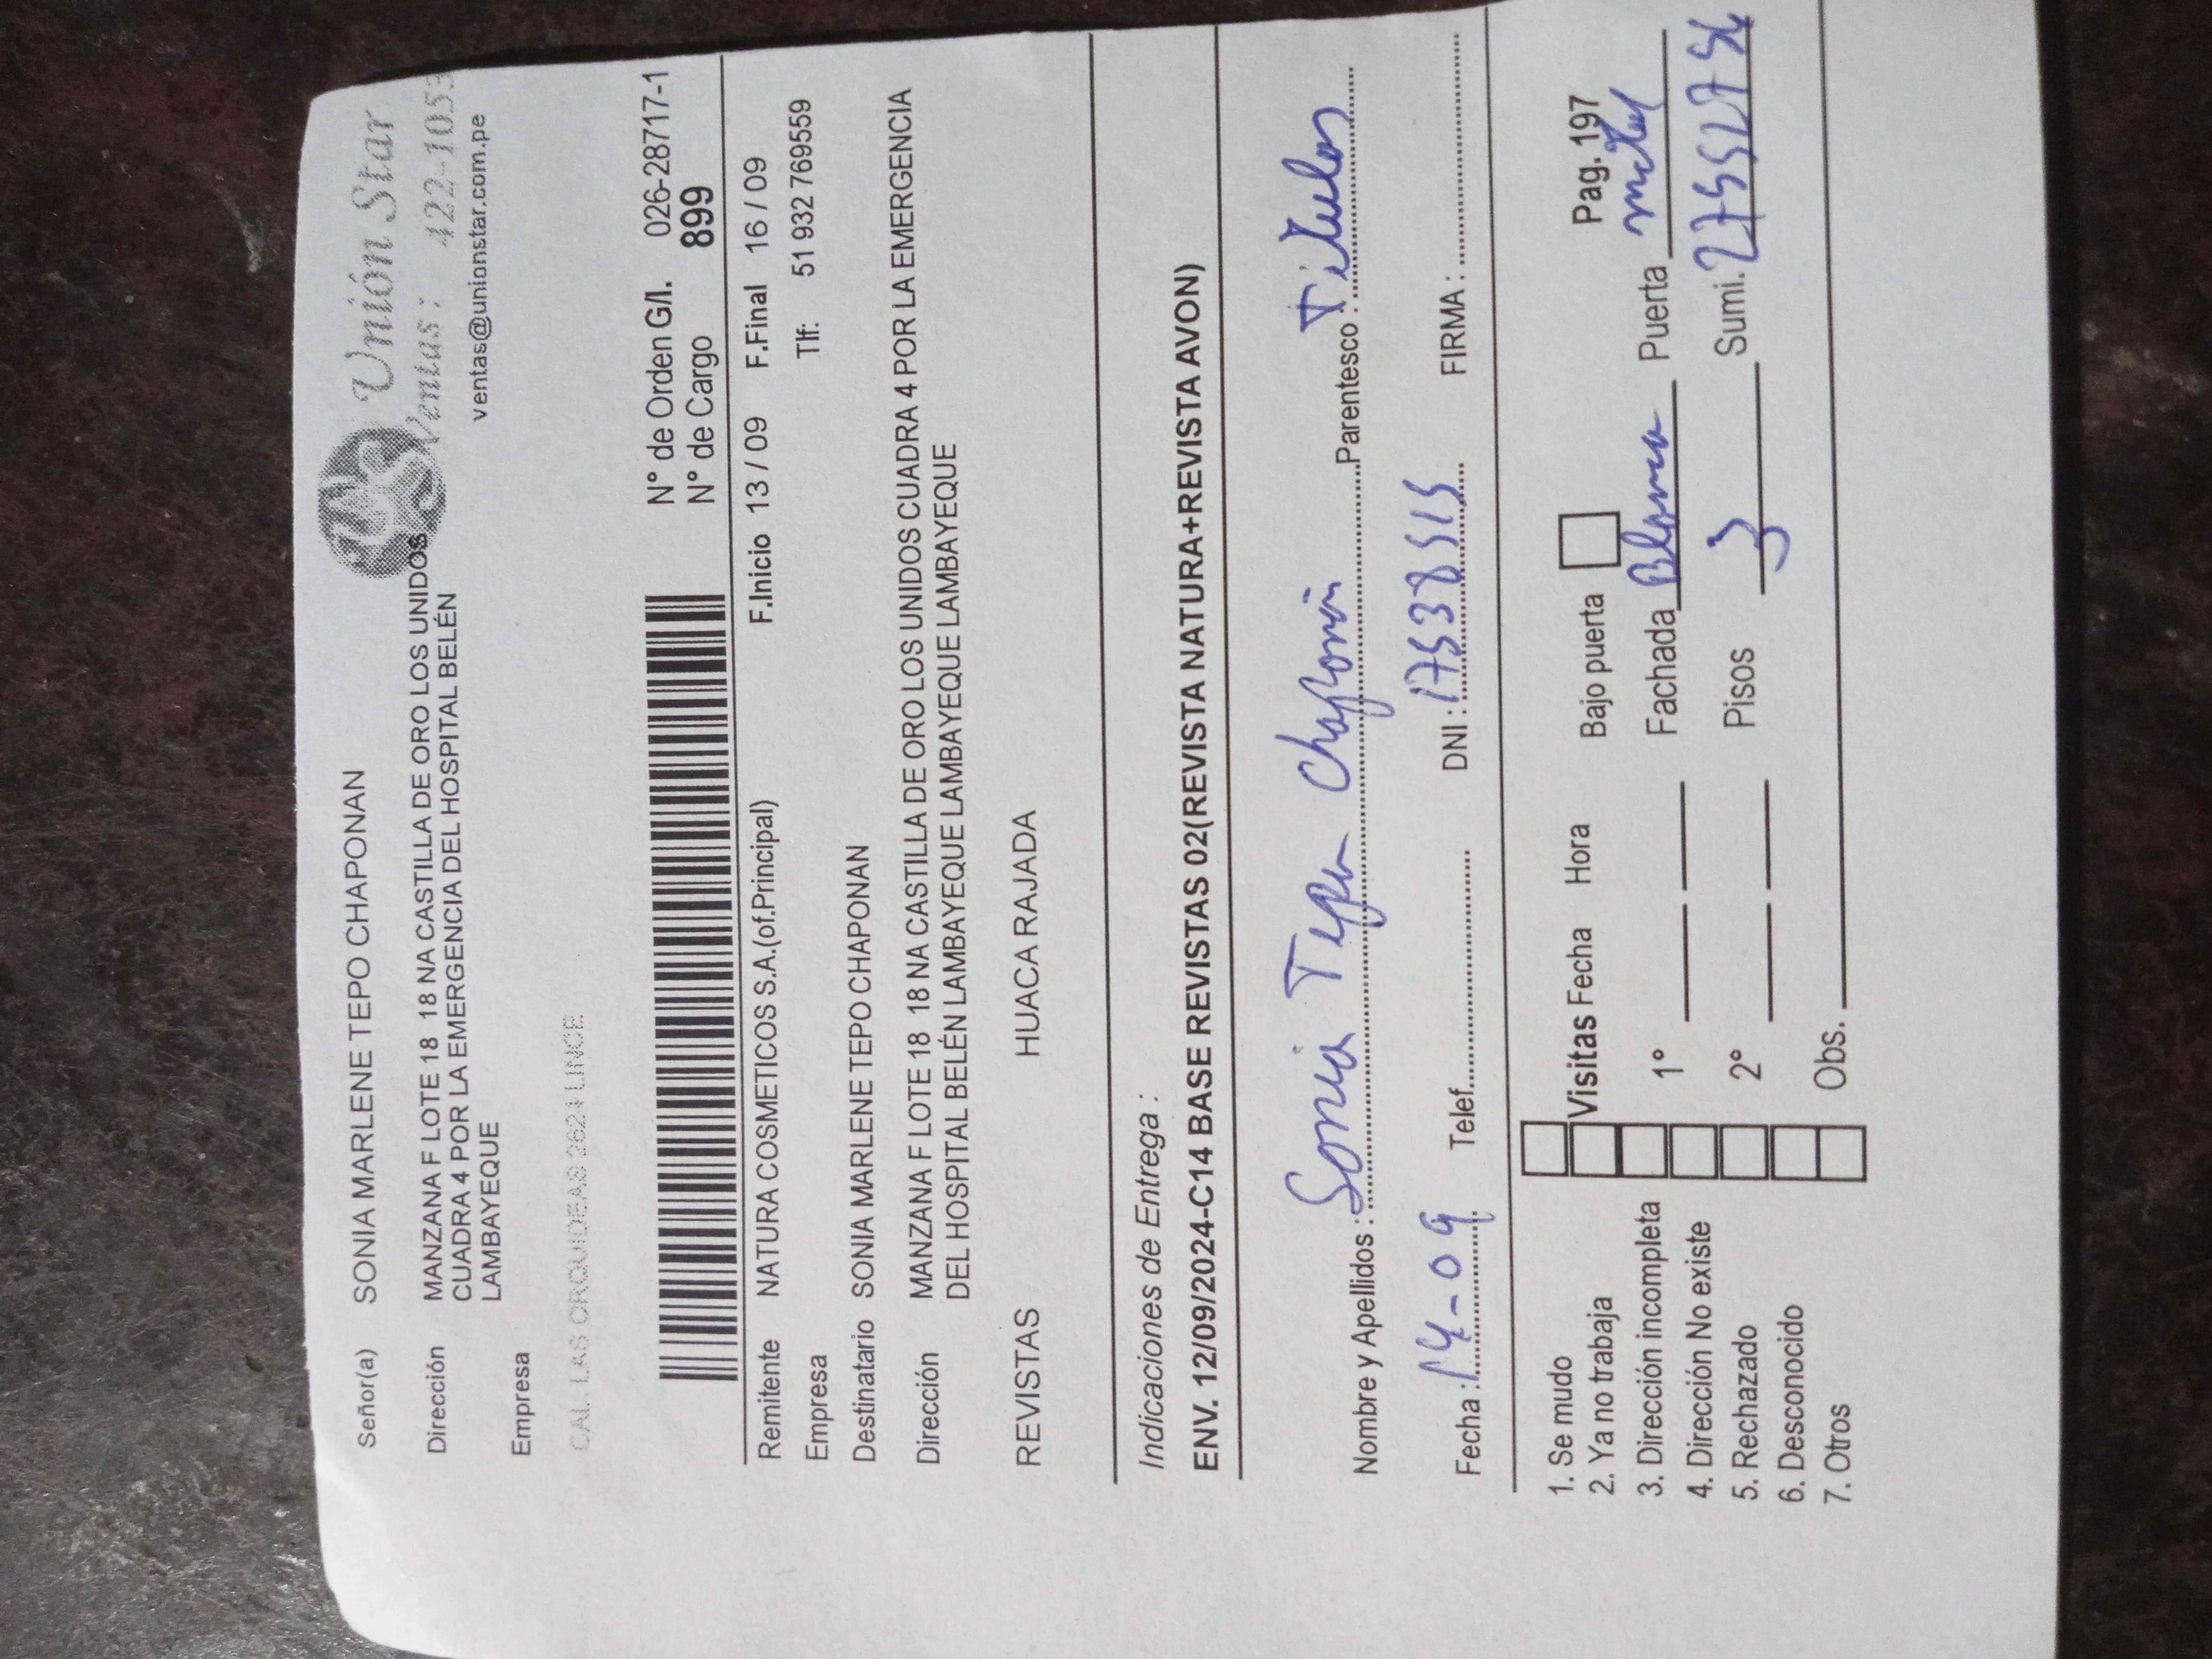 Señor(a) SONIA MARLENE TEPO CHAPONAN
Unión Star
Ventas : 422-1053
ventas@unionstar.com.pe
Dirección MANZANA F LOTE 18 18 NA CASTILLA DE ORO LOS UNIDOS
CUADRA 4 POR LA EMERGENCIA DEL HOSPITAL BELÉN
LAMBAYEQUE
Empresa
CAL. LAS ORQUIDEAS 2624 LINCE
N° de Orden G/I. 026-28717-1
N° de Cargo 899
Remitente NATURA COSMETICOS S.A.(of.Principal) F.Inicio 13 / 09 F.Final 16 / 09
Empresa Tlf: 51 932 769559
Destinatario SONIA MARLENE TEPO CHAPONAN
Dirección MANZANA F LOTE 18 18 NA CASTILLA DE ORO LOS UNIDOS CUADRA 4 POR LA EMERGENCIA
DEL HOSPITAL BELÉN LAMBAYEQUE LAMBAYEQUE LAMBAYEQUE
REVISTAS HUACA RAJADA
Indicaciones de Entrega :
ENV. 12/09/2024-C14 BASE REVISTAS 02(REVISTA NATURA+REVISTA AVON)
Nombre y Apellidos : Sonia Tepo Chaponán Parentesco : Titular
Fecha : 14-09 Telef. DNI : 17538515 FIRMA :
1. Se mudo
2. Ya no trabaja
3. Dirección incompleta
4. Dirección No existe
5. Rechazado
6. Desconocido
7. Otros
Visitas Fecha Hora
1°
2°
Obs.
Bajo puerta Pag. 197
Fachada Blanca Puerta metal
Pisos 3 Sumi.